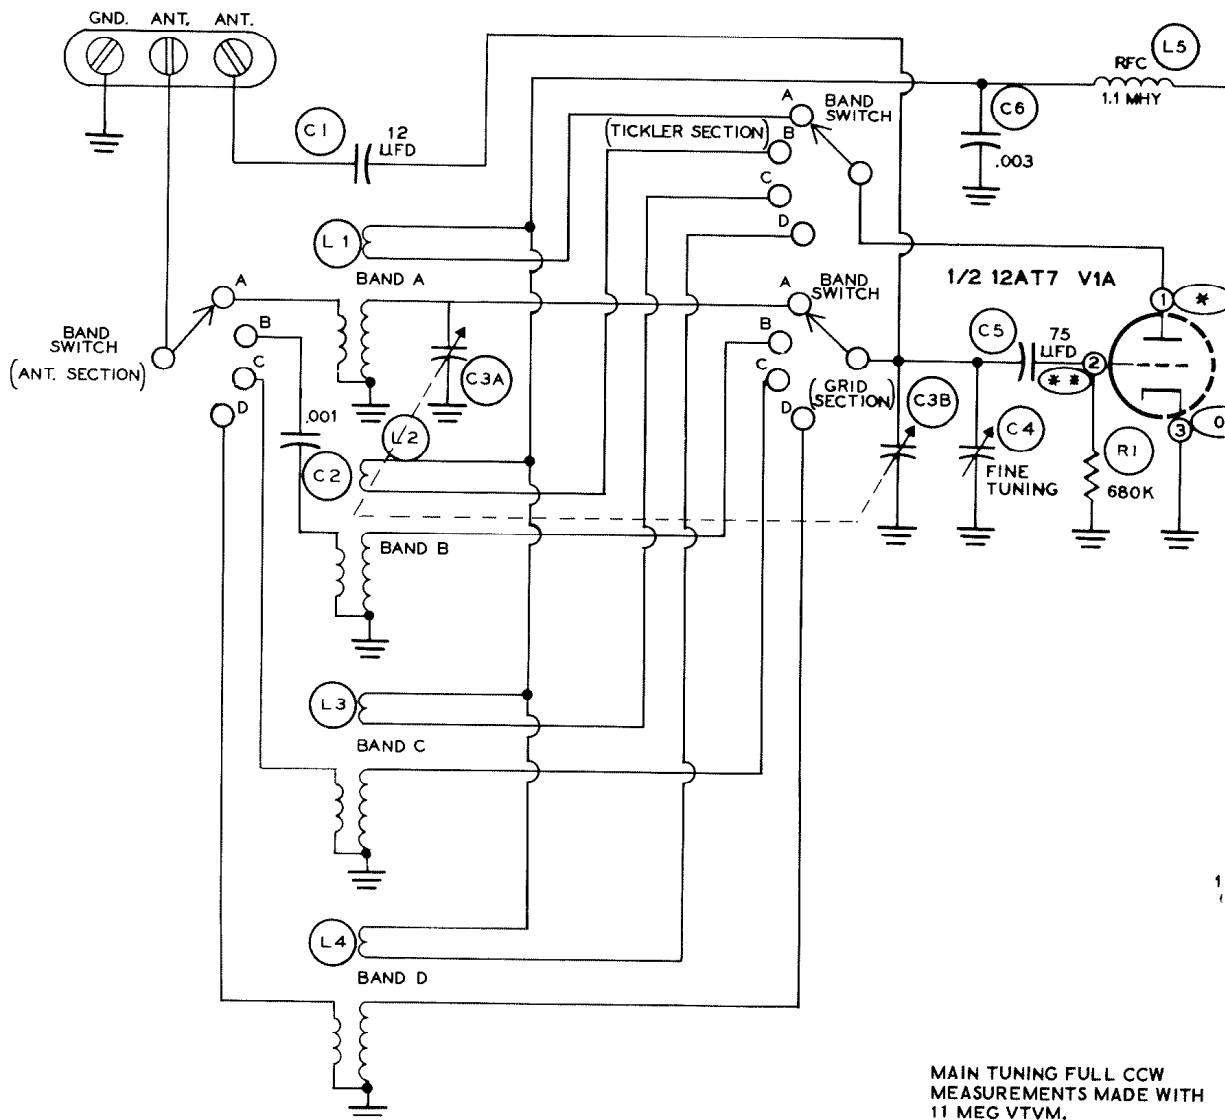 GND. ANT. ANT.
L5
RFC
1.1 MHY
C1
12
µµFD
A
BAND
SWITCH
(TICKLER SECTION)
B
C
D
C6
.003
L1
BAND A
A
B
C
D
BAND
SWITCH
(ANT. SECTION)
A
BAND
SWITCH
B
C
D
(GRID
SECTION)
1/2 12AT7 V1A
1
*
C5
75
µµFD
2
**
3
0
C3A
C3B
C4
FINE
TUNING
R1
680K
.001
C2
L2
BAND B
L3
BAND C
L4
BAND D
MAIN TUNING FULL CCW
MEASUREMENTS MADE WITH
11 MEG VTVM.